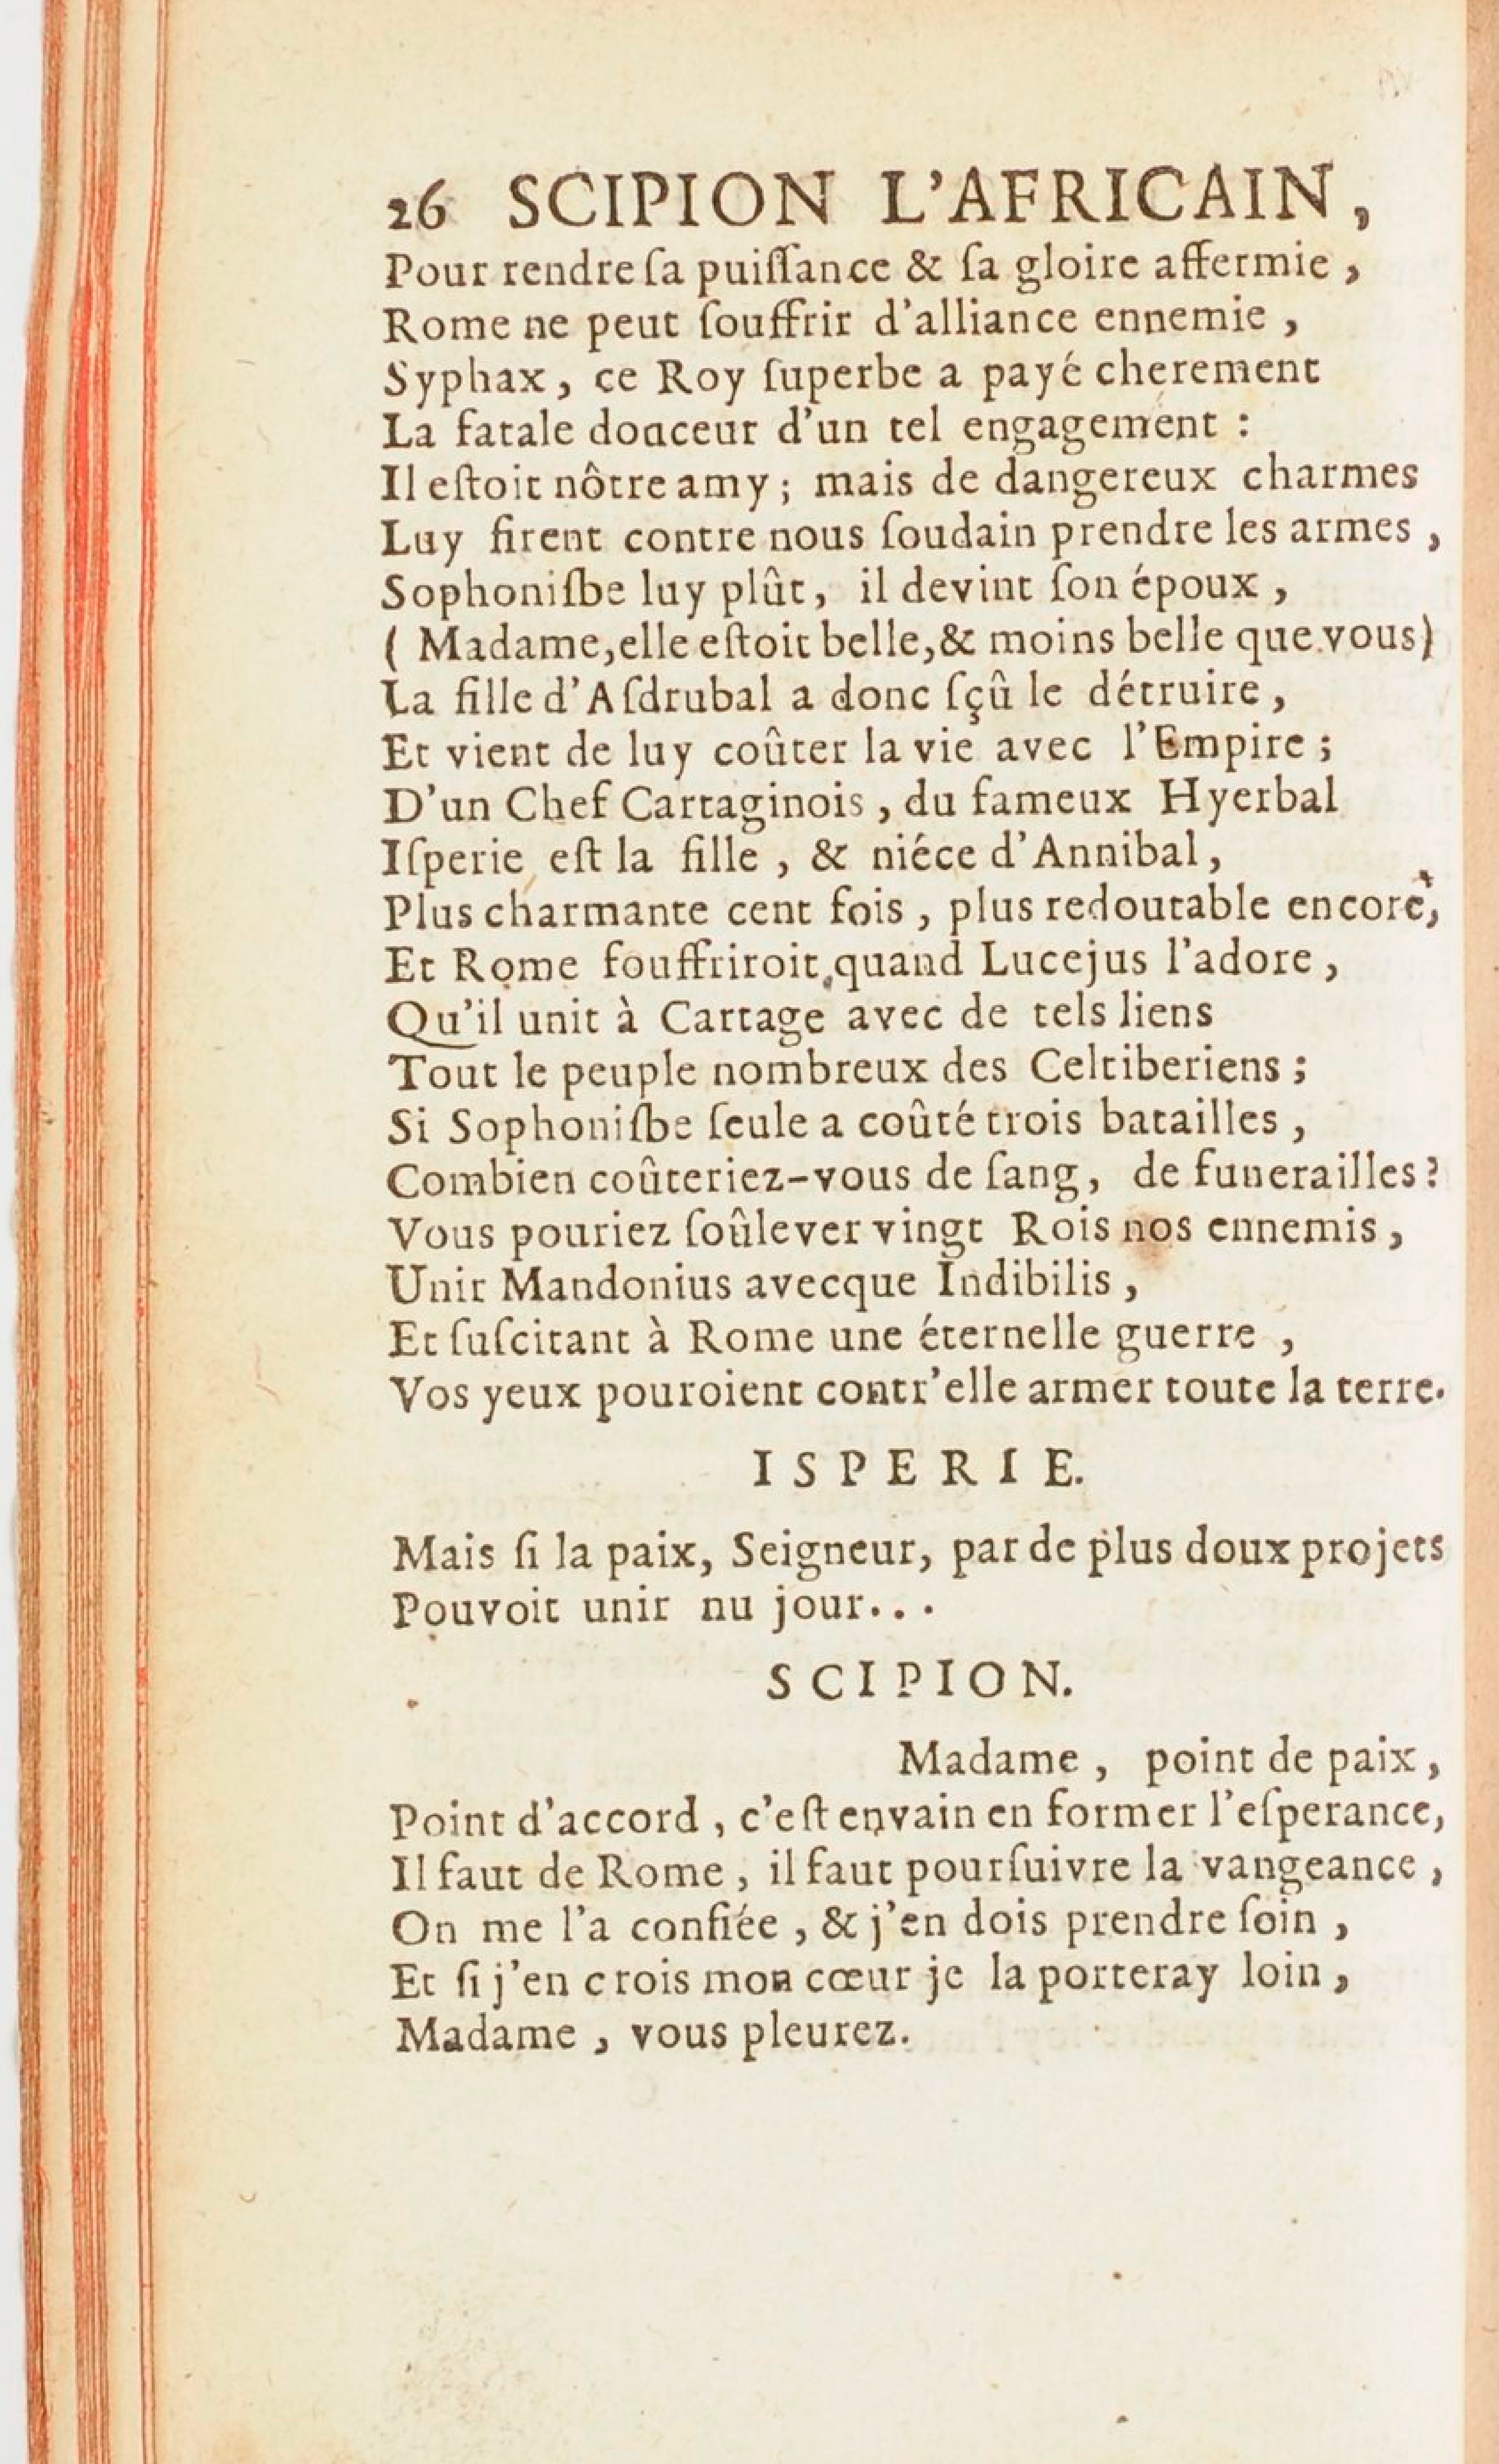 26 SCIPION L'AFRICAIN,
Pour rendre ſa puiſſance & ſa gloire affermie,
Rome ne peut ſouffrir d'alliance ennemie,
Syphax, ce Roy ſuperbe a payé cherement
La fatale douceur d'un tel engagement :
Il eſtoit nôtre amy ; mais de dangereux charmes
Luy firent contre nous ſoudain prendre les armes,
Sophoniſbe luy plût, il devint ſon époux,
( Madame, elle eſtoit belle, & moins belle que vous)
La fille d'Aſdrubal a donc ſçû le détruire,
Et vient de luy coûter la vie avec l'Empire ;
D'un Chef Cartaginois, du fameux Hyerbal
Iſperie eſt la fille, & niéce d'Annibal,
Plus charmante cent fois, plus redoutable encore,
Et Rome fouffriroit, quand Lucejus l'adore,
Qu'il unit à Cartage avec de tels liens
Tout le peuple nombreux des Celtiberiens ;
Si Sophoniſbe ſeule a coûté trois batailles,
Combien coûteriez-vous de ſang, de funerailles ?
Vous pouriez ſoûlever vingt Rois nos ennemis,
Unir Mandonius avecque Indibilis,
Et ſuſcitant à Rome une éternelle guerre,
Vos yeux pouroient contr'elle armer toute la terre.
ISPERIE.
Mais ſi la paix, Seigneur, par de plus doux projets
Pouvoit unir nu jour...
SCIPION.
Madame, point de paix,
Point d'accord, c'eſt envain en former l'eſperance,
Il faut de Rome, il faut pourſuivre la vangeance,
On me l'a confiée, & j'en dois prendre ſoin,
Et ſi j'en crois mon cœur je la porteray loin,
Madame, vous pleurez.